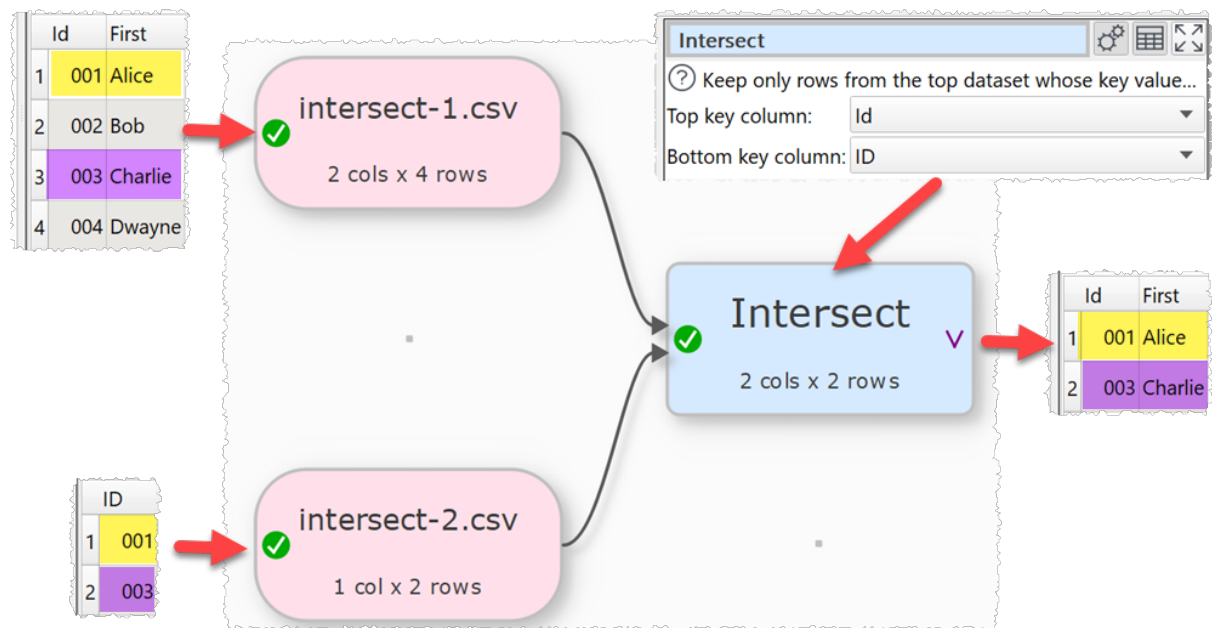 Id First
1 001 Alice
2 002 Bob
3 003 Charlie
4 004 Dwayne
intersect-1.csv
2 cols x 4 rows
Intersect
? Keep only rows from the top dataset whose key value...
Top key column: Id
Bottom key column: ID
Intersect
V
2 cols x 2 rows
Id First
1 001 Alice
2 003 Charlie
ID
1 001
2 003
intersect-2.csv
1 col x 2 rows